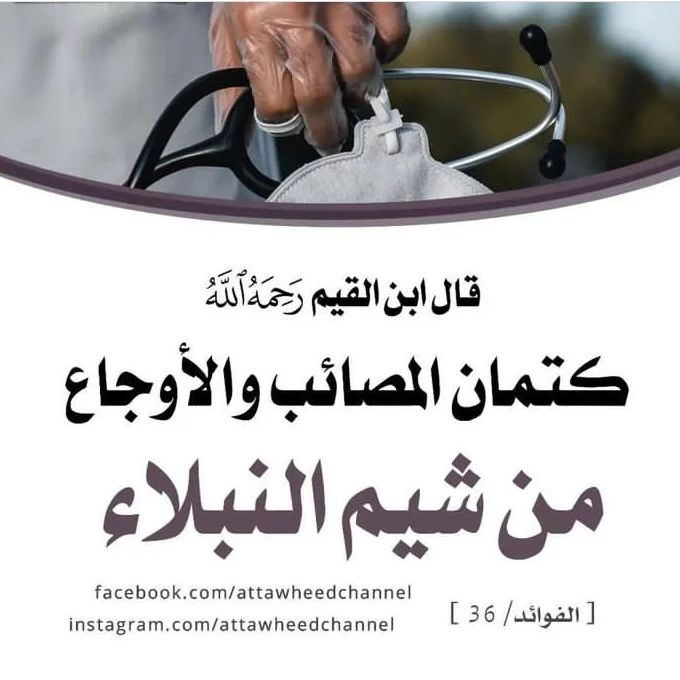 قال ابن القيم رَحِمَهُ ٱللَّهُ
كتمان المصائب والأوجاع
من شيم النبلاء
facebook.com/attawheedchannel
[ الفوائد/ 36 ]
instagram.com/attawheedchannel